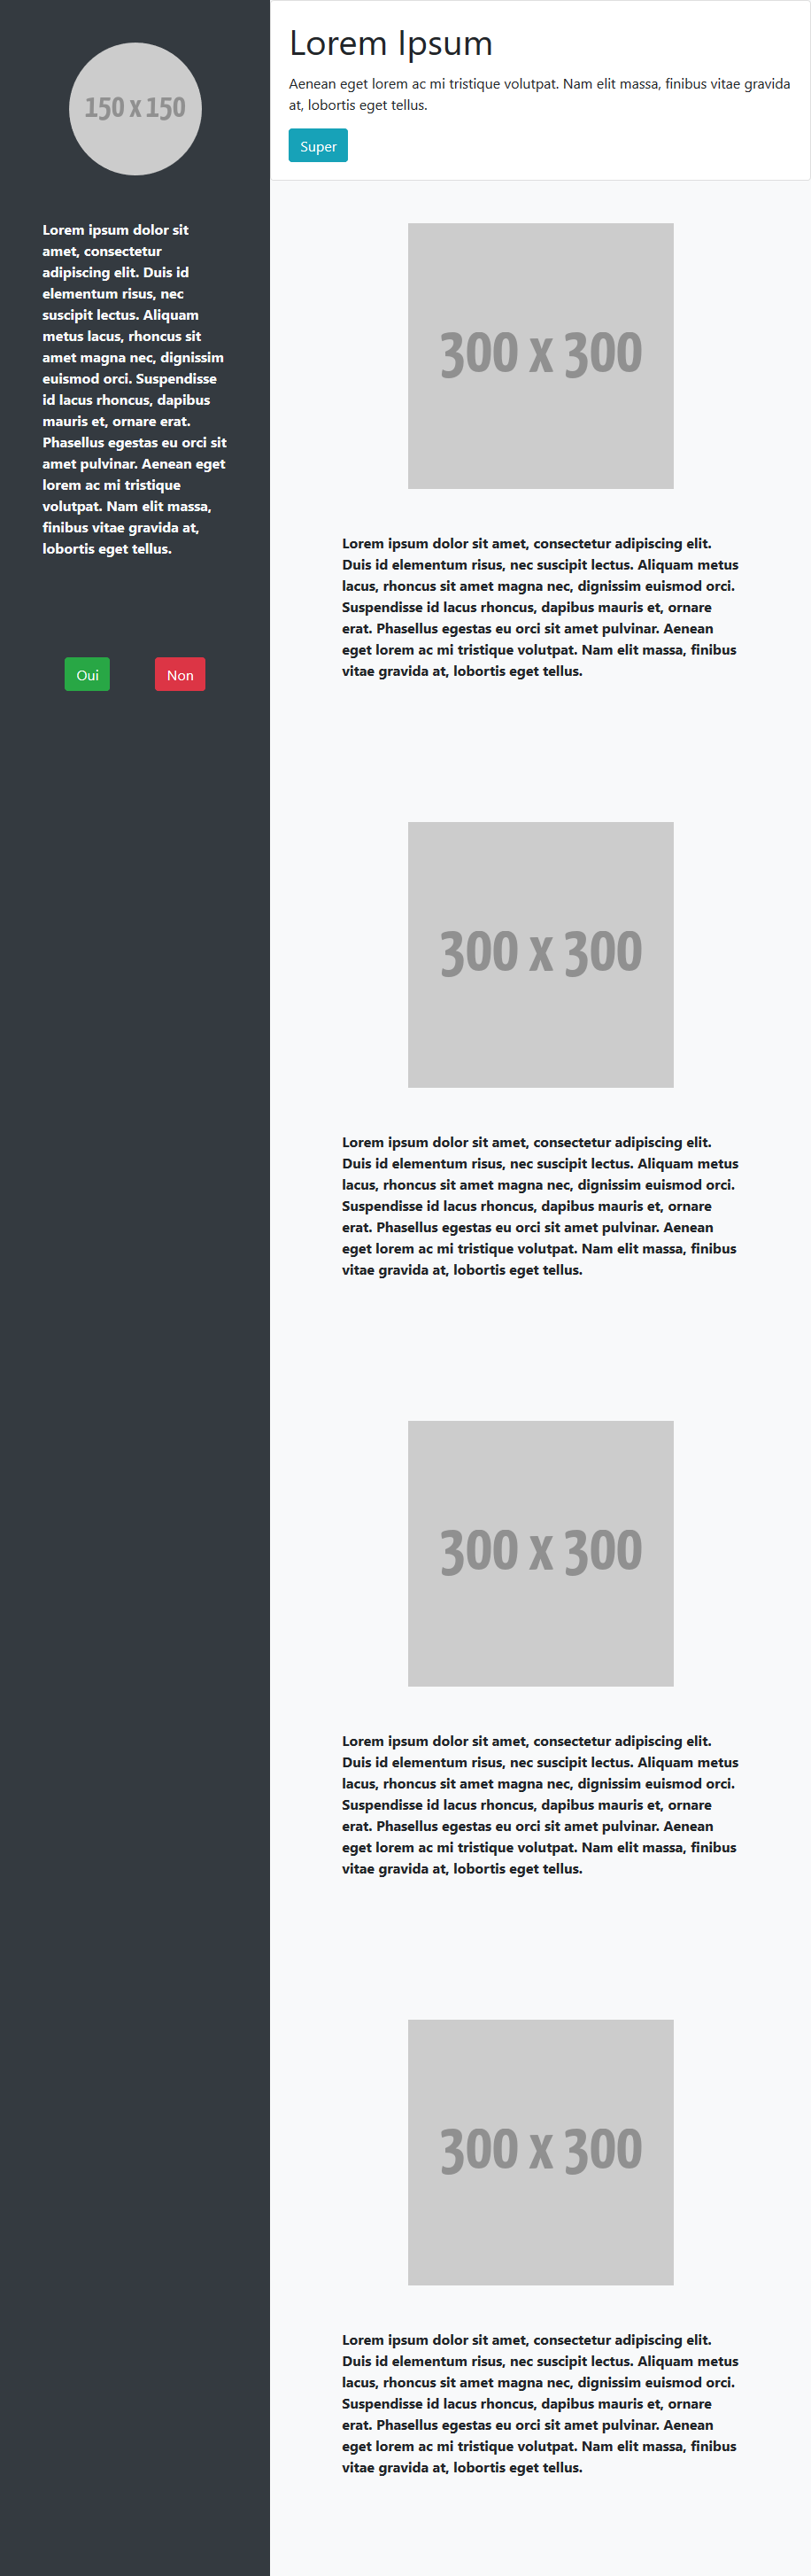 150 x 150
Lorem ipsum dolor sit
amet, consectetur
adipiscing elit. Duis id
elementum risus, nec
suscipit lectus. Aliquam
metus lacus, rhoncus sit
amet magna nec, dignissim
euismod orci. Suspendisse
id lacus rhoncus, dapibus
mauris et, ornare erat.
Phasellus egestas eu orci sit
amet pulvinar. Aenean eget
lorem ac mi tristique
volutpat. Nam elit massa,
finibus vitae gravida at,
lobortis eget tellus.
Oui Non
Lorem Ipsum
Aenean eget lorem ac mi tristique volutpat. Nam elit massa, finibus vitae gravida
at, lobortis eget tellus.
Super
300 x 300
Lorem ipsum dolor sit amet, consectetur adipiscing elit.
Duis id elementum risus, nec suscipit lectus. Aliquam metus
lacus, rhoncus sit amet magna nec, dignissim euismod orci.
Suspendisse id lacus rhoncus, dapibus mauris et, ornare
erat. Phasellus egestas eu orci sit amet pulvinar. Aenean
eget lorem ac mi tristique volutpat. Nam elit massa, finibus
vitae gravida at, lobortis eget tellus.
300 x 300
Lorem ipsum dolor sit amet, consectetur adipiscing elit.
Duis id elementum risus, nec suscipit lectus. Aliquam metus
lacus, rhoncus sit amet magna nec, dignissim euismod orci.
Suspendisse id lacus rhoncus, dapibus mauris et, ornare
erat. Phasellus egestas eu orci sit amet pulvinar. Aenean
eget lorem ac mi tristique volutpat. Nam elit massa, finibus
vitae gravida at, lobortis eget tellus.
300 x 300
Lorem ipsum dolor sit amet, consectetur adipiscing elit.
Duis id elementum risus, nec suscipit lectus. Aliquam metus
lacus, rhoncus sit amet magna nec, dignissim euismod orci.
Suspendisse id lacus rhoncus, dapibus mauris et, ornare
erat. Phasellus egestas eu orci sit amet pulvinar. Aenean
eget lorem ac mi tristique volutpat. Nam elit massa, finibus
vitae gravida at, lobortis eget tellus.
300 x 300
Lorem ipsum dolor sit amet, consectetur adipiscing elit.
Duis id elementum risus, nec suscipit lectus. Aliquam metus
lacus, rhoncus sit amet magna nec, dignissim euismod orci.
Suspendisse id lacus rhoncus, dapibus mauris et, ornare
erat. Phasellus egestas eu orci sit amet pulvinar. Aenean
eget lorem ac mi tristique volutpat. Nam elit massa, finibus
vitae gravida at, lobortis eget tellus.